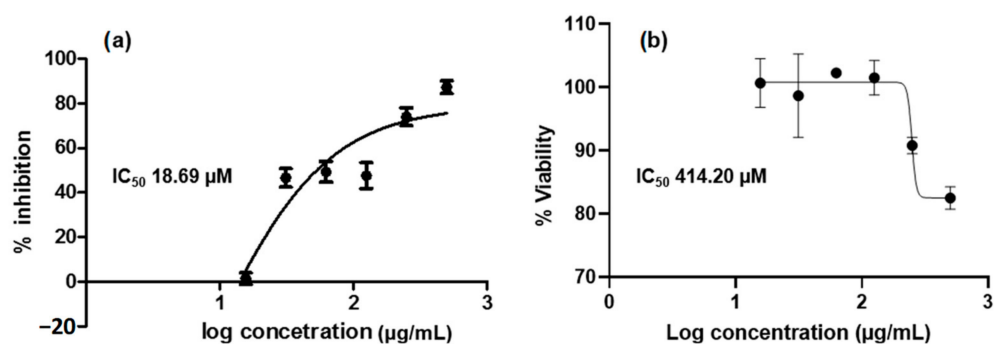 (a)
100
80
60
40
20
0
−20
% inhibition
IC50 18.69 µM
1
2
3
log concetration (µg/mL)
(b)
110
100
90
80
70
% Viability
IC50 414.20 µM
0
1
2
3
Log concentration (µg/mL)